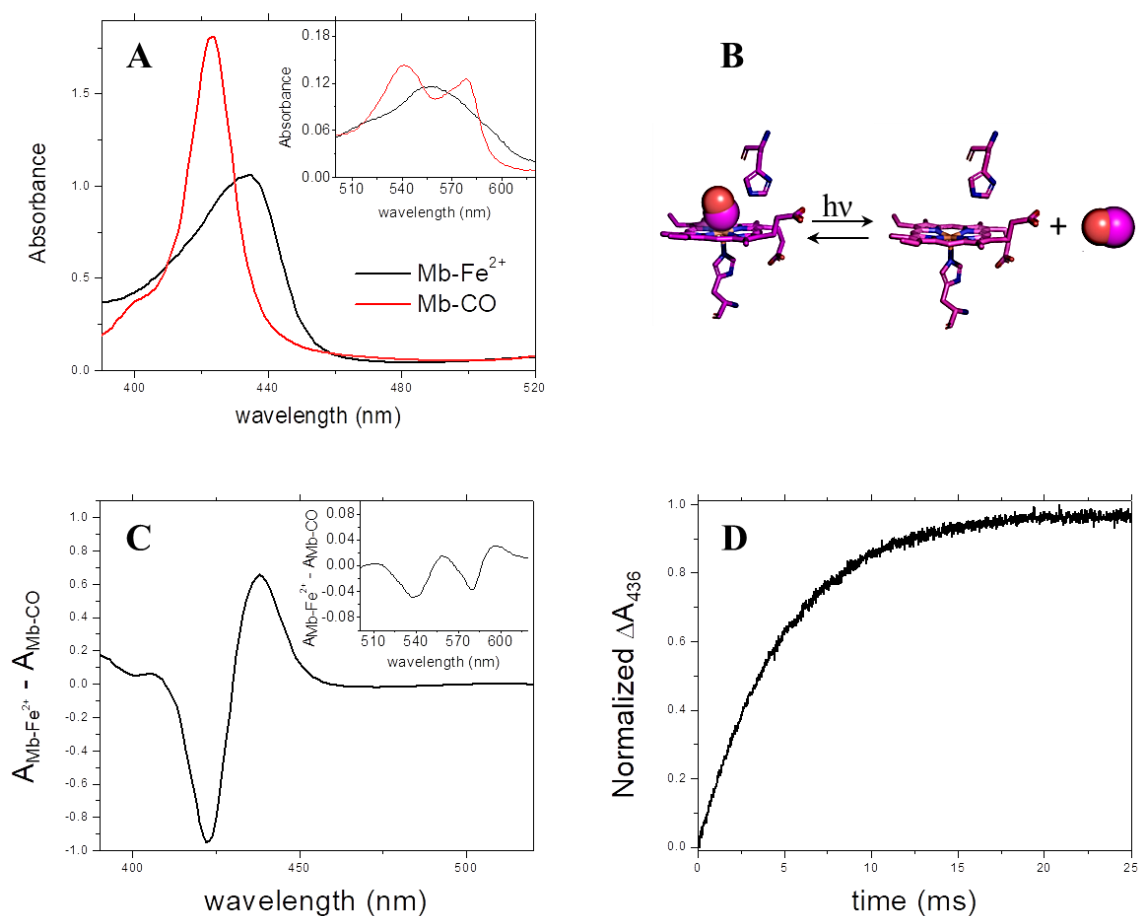 A
Absorbance
1.5
1.0
0.5
0.0
400 440 480 520
wavelength (nm)
Mb-Fe²⁺
Mb-CO
Absorbance
0.18
0.12
0.06
0.00
510 540 570 600
wavelength (nm)
B
hν
+
C
A_Mb-Fe²⁺ - A_Mb-CO
1.0
0.8
0.6
0.4
0.2
0.0
-0.2
-0.4
-0.6
-0.8
-1.0
400 450 500
wavelength (nm)
A_Mb-Fe²⁺ - A_Mb-CO
0.08
0.04
0.00
-0.04
-0.08
510 540 570 600
wavelength (nm)
D
Normalized ΔA₄₃₆
1.0
0.8
0.6
0.4
0.2
0.0
0 5 10 15 20 25
time (ms)